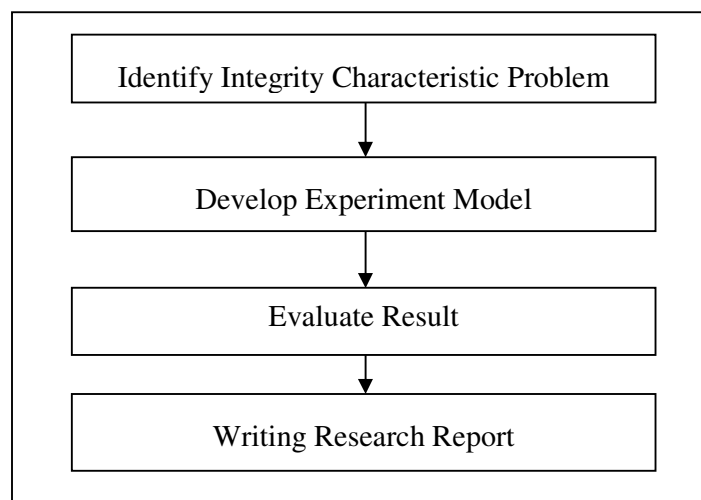 Identify Integrity Characteristic Problem
Develop Experiment Model
Evaluate Result
Writing Research Report